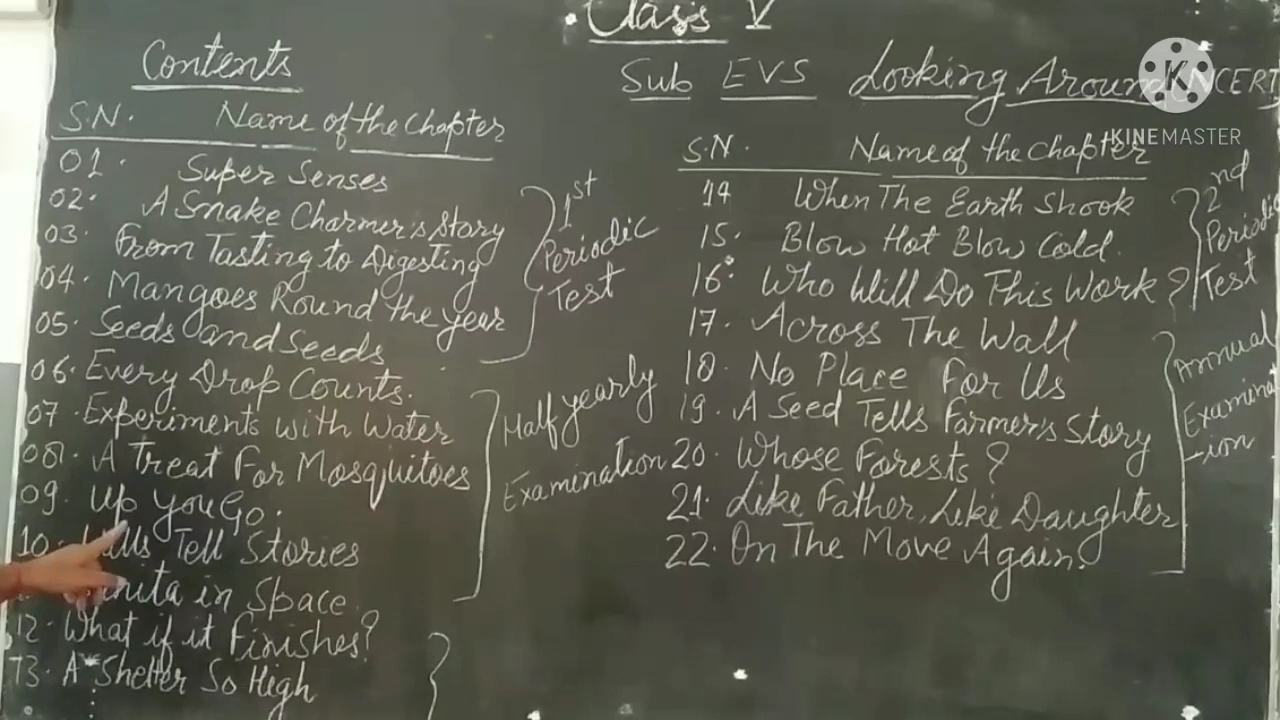 Class V
Contents
Sub EVS Looking Around NCERT
S.N. Name of the Chapter
01. Super Senses
02. A Snake Charmer's Story
03. From Tasting to Digesting
04. Mangoes Round the year
05. Seeds and Seeds
1st Periodic Test
06. Every Drop Counts.
07. Experiments with Water
08. A Treat For Mosquitoes
09. Up You Go.
10. Tell Stories
in Space
Half yearly Examination
12. What if it Finishes?
13. A Shelter So High
S.N. Name of the Chapter
14 When The Earth Shook
15. Blow Hot Blow Cold.
16. Who Will Do This Work?
2nd Periodic Test
17. Across The Wall
18. No Place For Us
19. A Seed Tells Farmer's Story
20. Whose Forests?
21. Like Father, Like Daughter
22. On The Move Again.
Annual Examinat
-ion
KINEMASTER